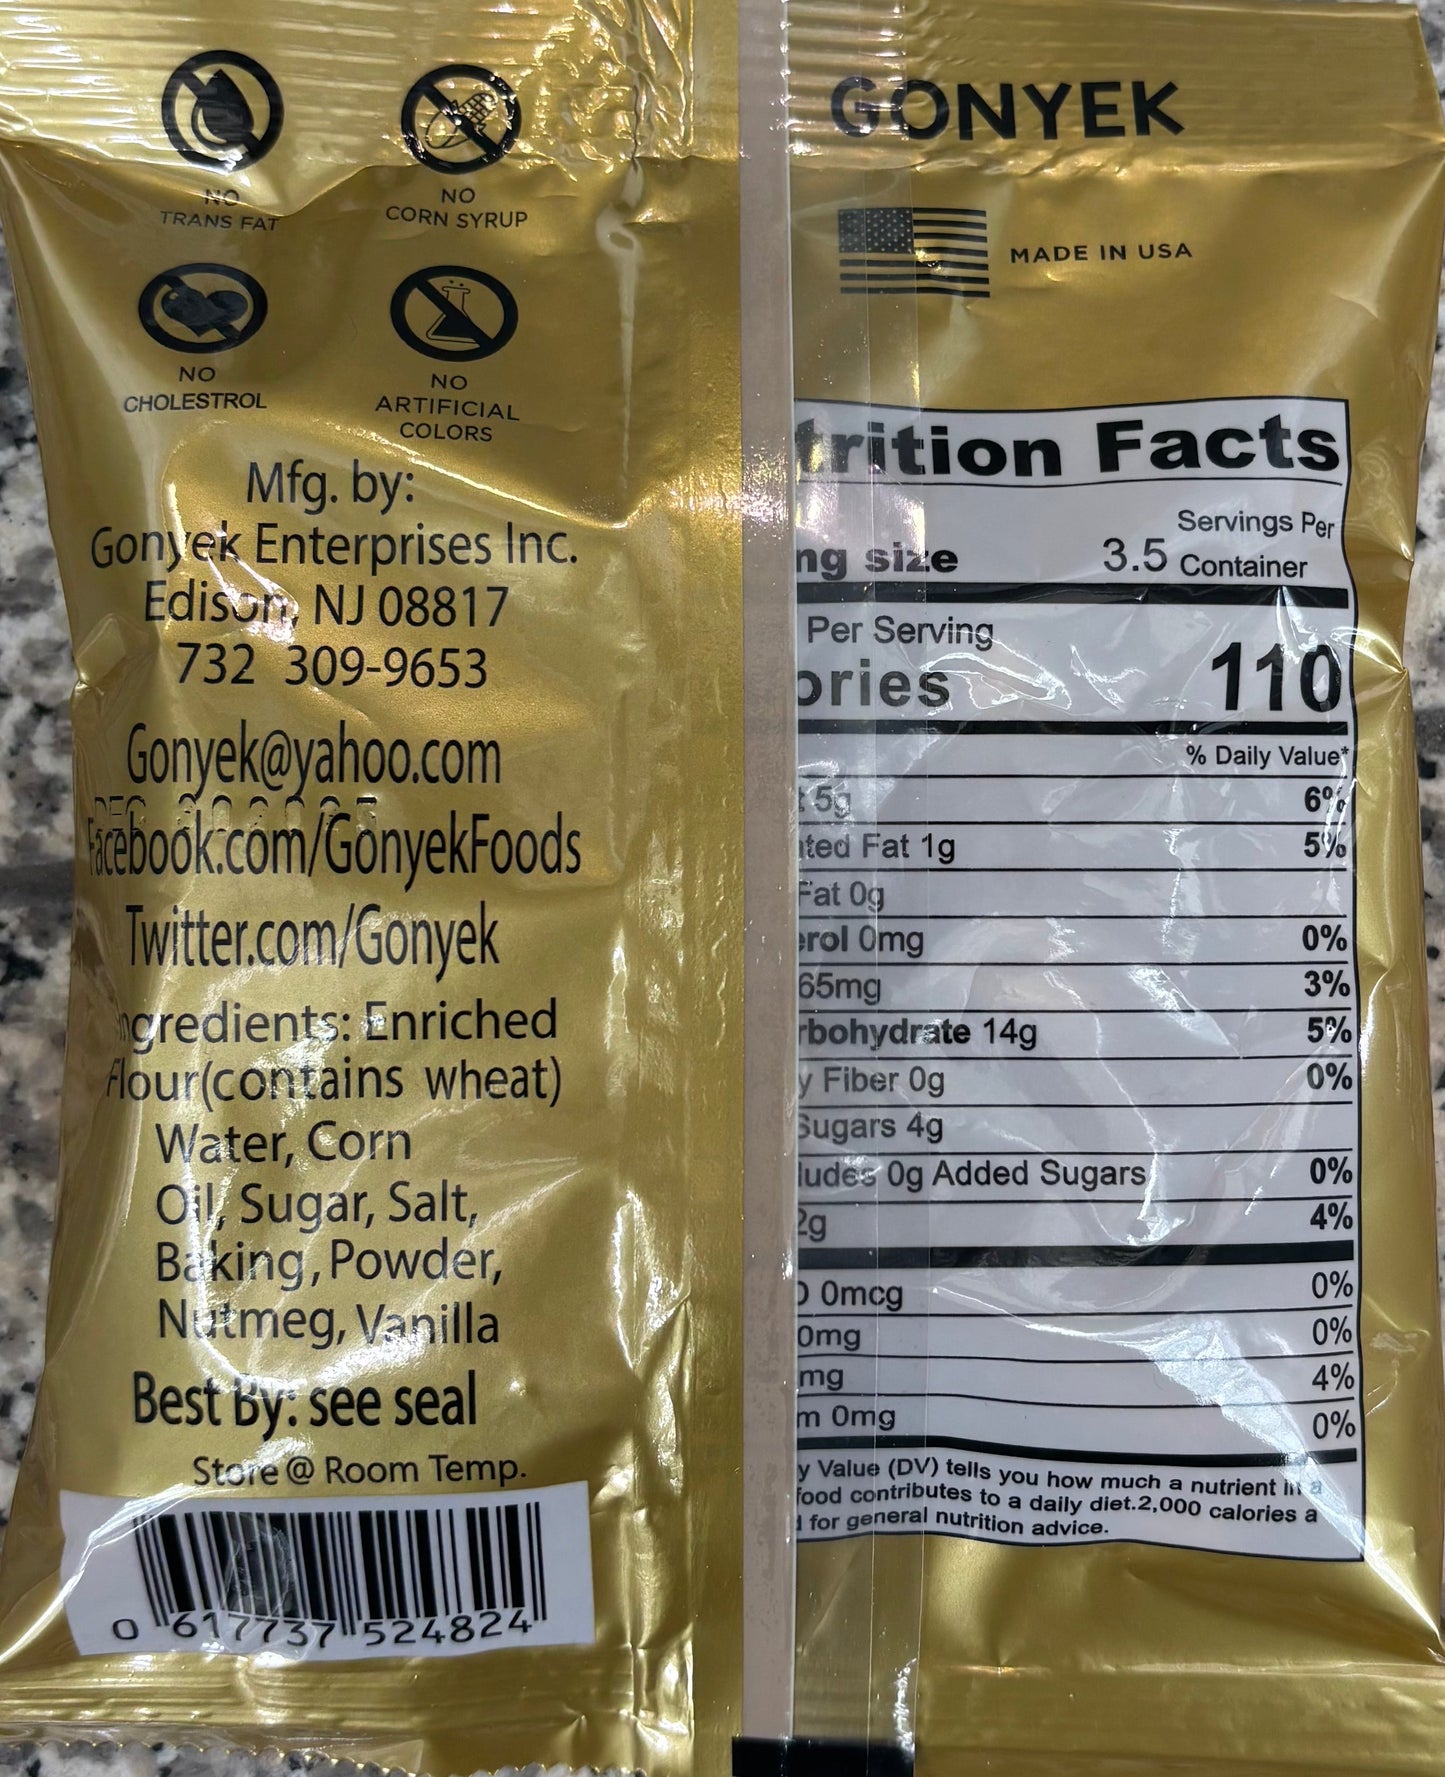 NO
TRANS FAT
NO
CORN SYRUP
NO
CHOLESTROL
NO
ARTIFICIAL
COLORS
Mfg. by:
Gonyek Enterprises Inc.
Edison, NJ 08817
732 309-9653
Gonyek@yahoo.com
Facebook.com/GonyekFoods
Twitter.com/Gonyek
ngredients: Enriched
Flour(contains wheat)
Water, Corn
Oil, Sugar, Salt,
Baking, Powder,
Nutmeg, Vanilla
Best By: see seal
Store @ Room Temp.
0 617737 524824
GONYEK
MADE IN USA
trition Facts
ng size 3.5 Servings Per Container
Per Serving
ories 110
% Daily Value*
t 5g 6%
ted Fat 1g 5%
Fat 0g
erol 0mg 0%
65mg 3%
rbohydrate 14g 5%
y Fiber 0g 0%
Sugars 4g
ludes 0g Added Sugars 0%
2g 4%
D 0mcg 0%
0mg 0%
mg 4%
m 0mg 0%
y Value (DV) tells you how much a nutrient in a
food contributes to a daily diet.2,000 calories a
d for general nutrition advice.